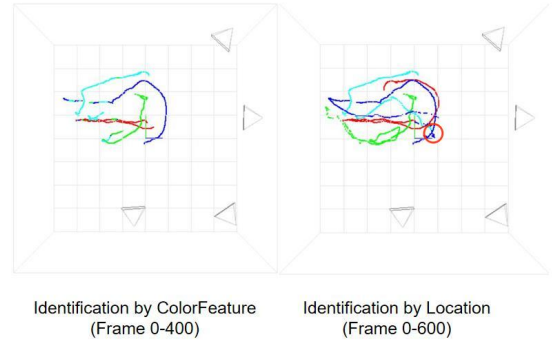 Identification by ColorFeature
(Frame 0-400)
Identification by Location
(Frame 0-600)